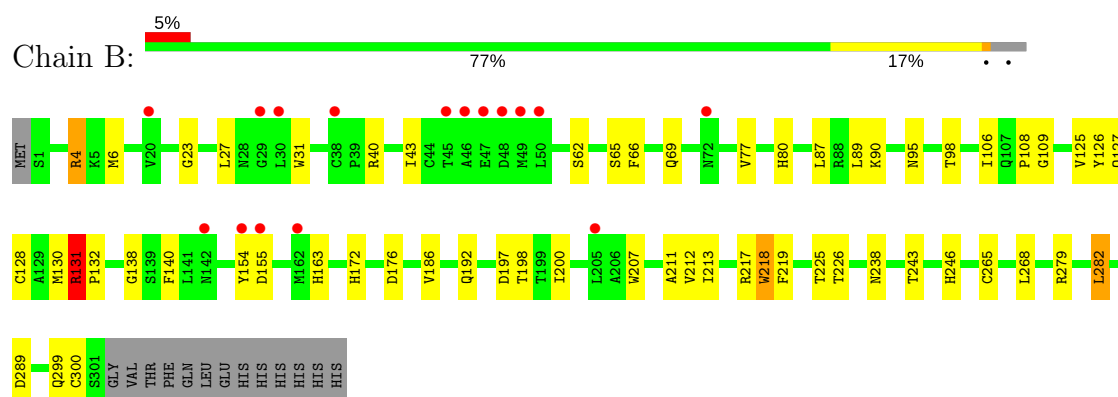 5%
Chain B:
77% 17% • •
MET S1 R4 K5 M6 V20 G23 L27 N28 G29 L30 W31 C38 P39 R40 I43 C44 T45 A46 E47 D48 M49 L50 S62 S65 F66 Q69 N72 V77 H80 L87 R88 L89 K90 N95 T98 I106 Q107 P108 G109 V125 Y126 Q127
C128 A129 M130 R131 P132 G138 S139 F140 L141 N142 Y154 D155 M162 H163 H172 D176 V186 Q192 D197 T198 T199 I200 L205 A206 W207 A211 V212 I213 R217 W218 F219 T225 T226 N238 T243 H246 C265 L268 R279 L282
D289 Q299 C300 S301 GLY VAL THR PHE GLN LEU GLU HIS HIS HIS HIS HIS HIS